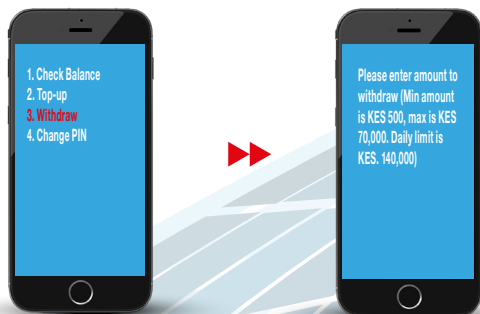 1. Check Balance
2. Top-up
3. Withdraw
4. Change PIN
Please enter amount to
withdraw (Min amount
is KES 500, max is KES
70,000. Daily limit is
KES. 140,000)